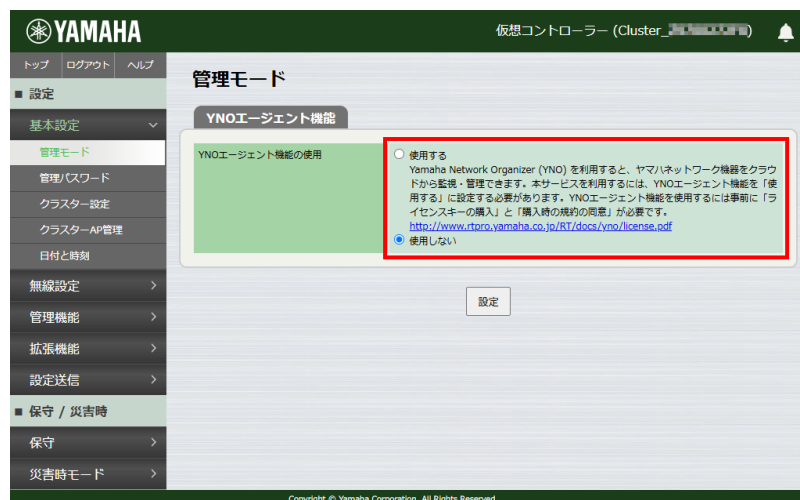 YAMAHA
仮想コントローラー (Cluster_ )
トップ ログアウト ヘルプ
■ 設定
基本設定
管理モード
管理パスワード
クラスター設定
クラスターAP管理
日付と時刻
無線設定
管理機能
拡張機能
設定送信
■ 保守 / 災害時
保守
災害時モード
管理モード
YNOエージェント機能
YNOエージェント機能の使用
使用する
Yamaha Network Organizer (YNO) を利用すると、ヤマハネットワーク機器をクラウ
ドから監視・管理できます。本サービスを利用するには、YNOエージェント機能を「使
用する」に設定する必要があります。YNOエージェント機能を使用するには事前に「ラ
イセンスキーの購入」と「購入時の規約の同意」が必要です。
http://www.rtpro.yamaha.co.jp/RT/docs/yno/license.pdf
使用しない
設定
Copyright © Yamaha Corporation. All Rights Reserved.